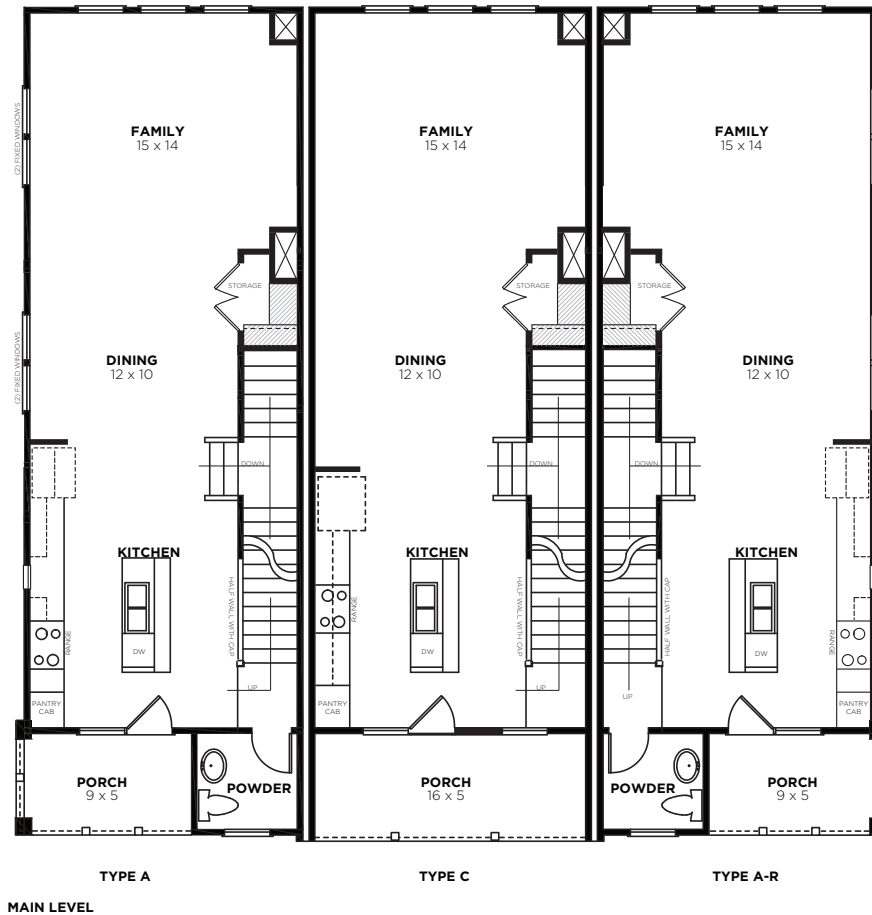 FAMILY
15 x 14
(2) FIXED WINDOWS
STORAGE
DINING
12 x 10
(2) FIXED WINDOWS
DOWN
KITCHEN
HALF WALL WITH CAP
RANGE
DW
UP
PANTRY
CAB
PORCH
9 x 5
POWDER
TYPE A
FAMILY
15 x 14
STORAGE
DINING
12 x 10
DOWN
KITCHEN
HALF WALL WITH CAP
RANGE
DW
UP
PANTRY
CAB
PORCH
16 x 5
TYPE C
FAMILY
15 x 14
STORAGE
DINING
12 x 10
DOWN
KITCHEN
HALF WALL WITH CAP
RANGE
DW
UP
PANTRY
CAB
POWDER
PORCH
9 x 5
TYPE A-R
MAIN LEVEL